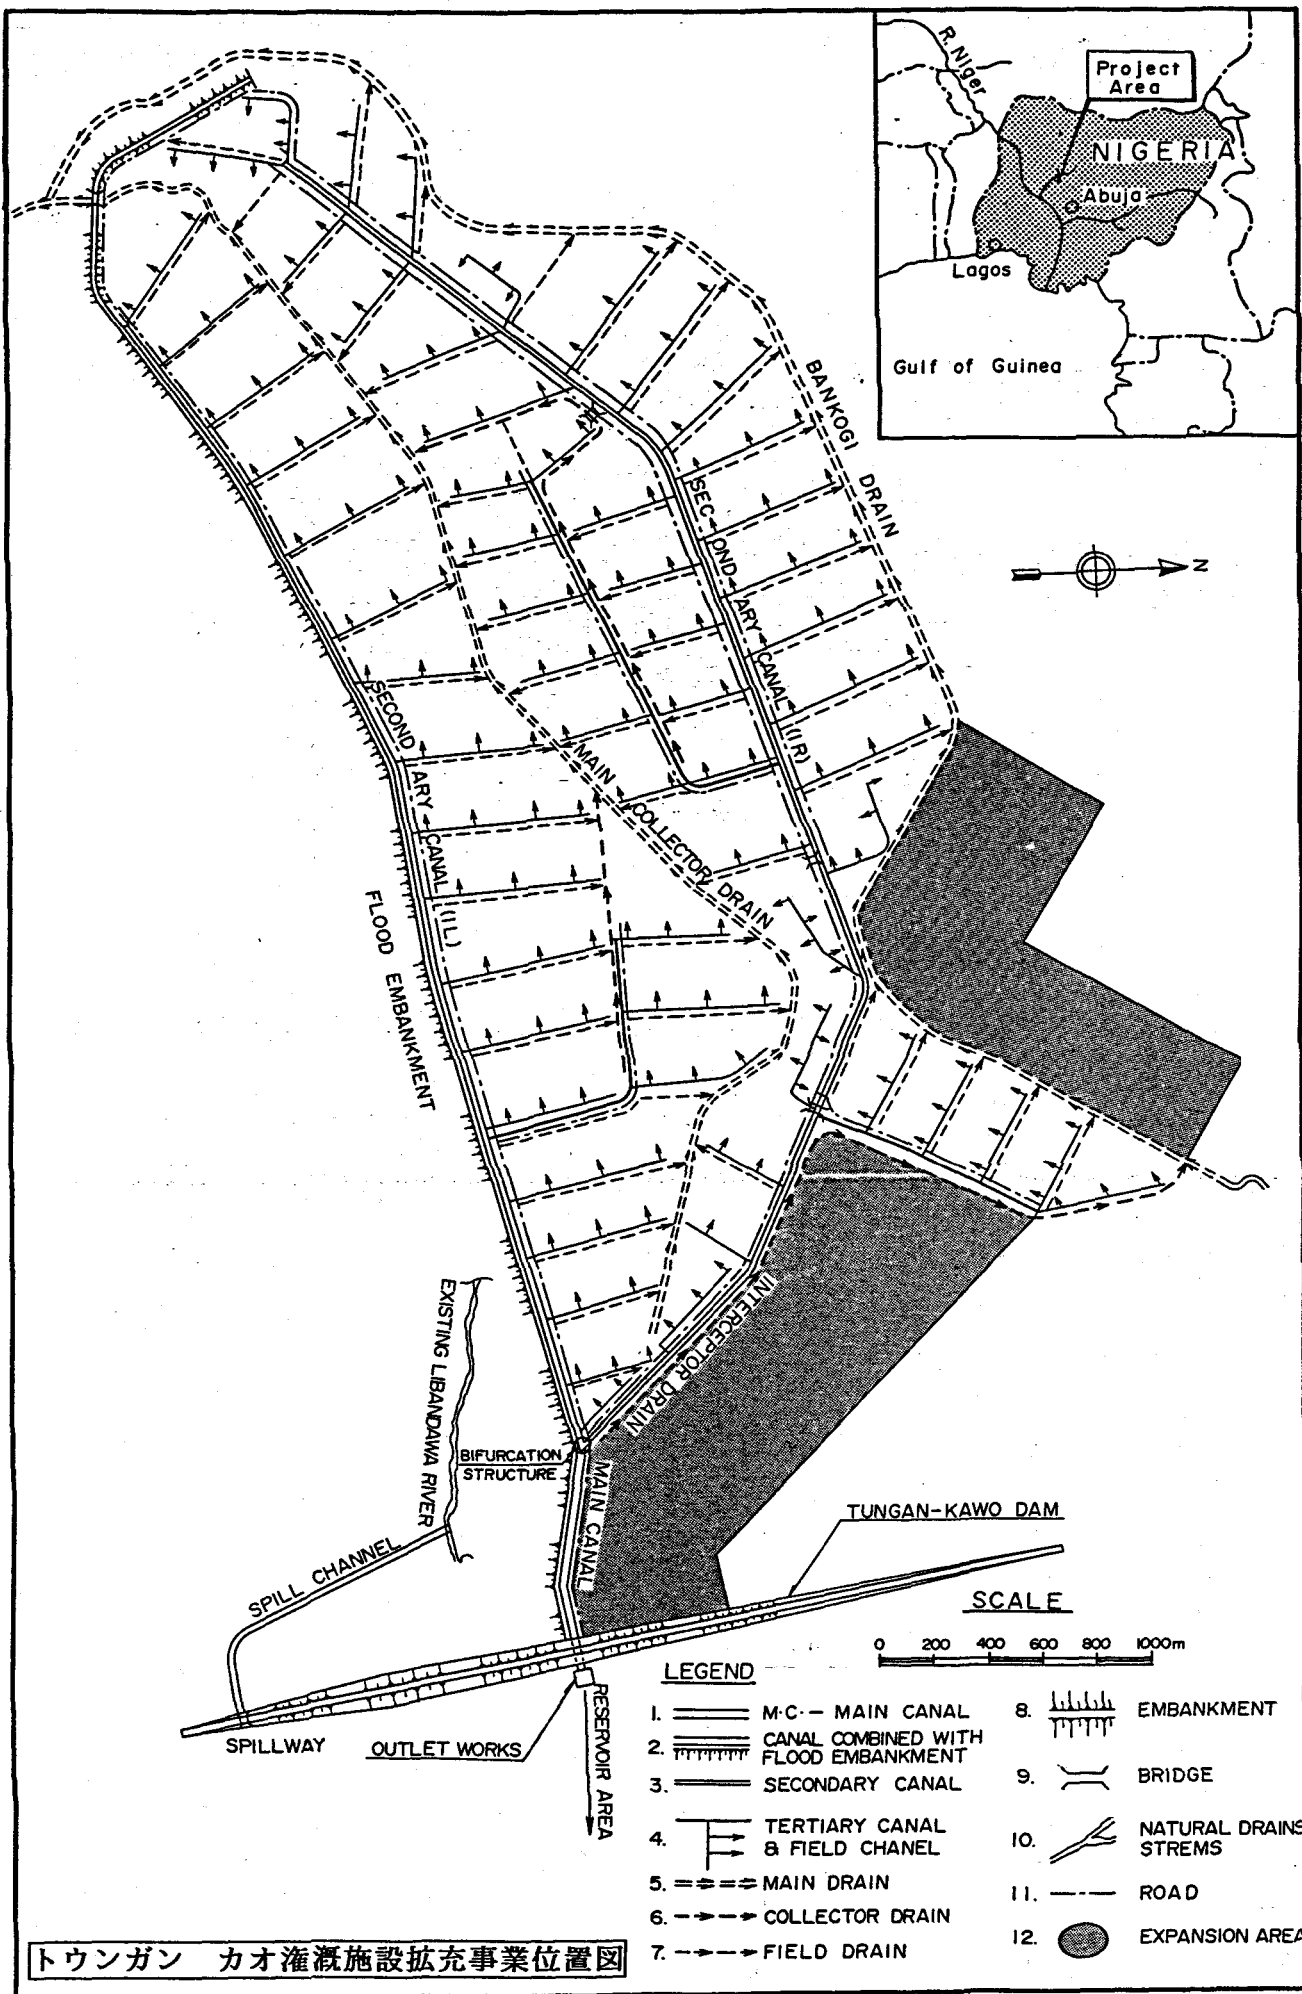 R. Niger
Project
Area
NIGERIA
Abuja
Lagos
Gulf of Guinea
N
BANKOGI DRAIN
SECONDARY CANAL (1R)
SECONDARY CANAL (1L)
MAIN COLLECTOR DRAIN
FLOOD EMBANKMENT
INTERCEPTOR DRAIN
EXISTING LIBANDAWA RIVER
BIFURCATION
STRUCTURE
MAIN CANAL
SPILL CHANNEL
TUNGAN-KAWO DAM
SPILLWAY
OUTLET WORKS
RESERVOIR AREA
SCALE
0 200 400 600 800 1000m
LEGEND
1. M·C·- MAIN CANAL
2. CANAL COMBINED WITH
FLOOD EMBANKMENT
3. SECONDARY CANAL
4. TERTIARY CANAL
& FIELD CHANEL
5. MAIN DRAIN
6. COLLECTOR DRAIN
7. FIELD DRAIN
8. EMBANKMENT
9. BRIDGE
10. NATURAL DRAINS
STREMS
11. ROAD
12. EXPANSION AREA
トウンガン カオ灌漑施設拡充事業位置図